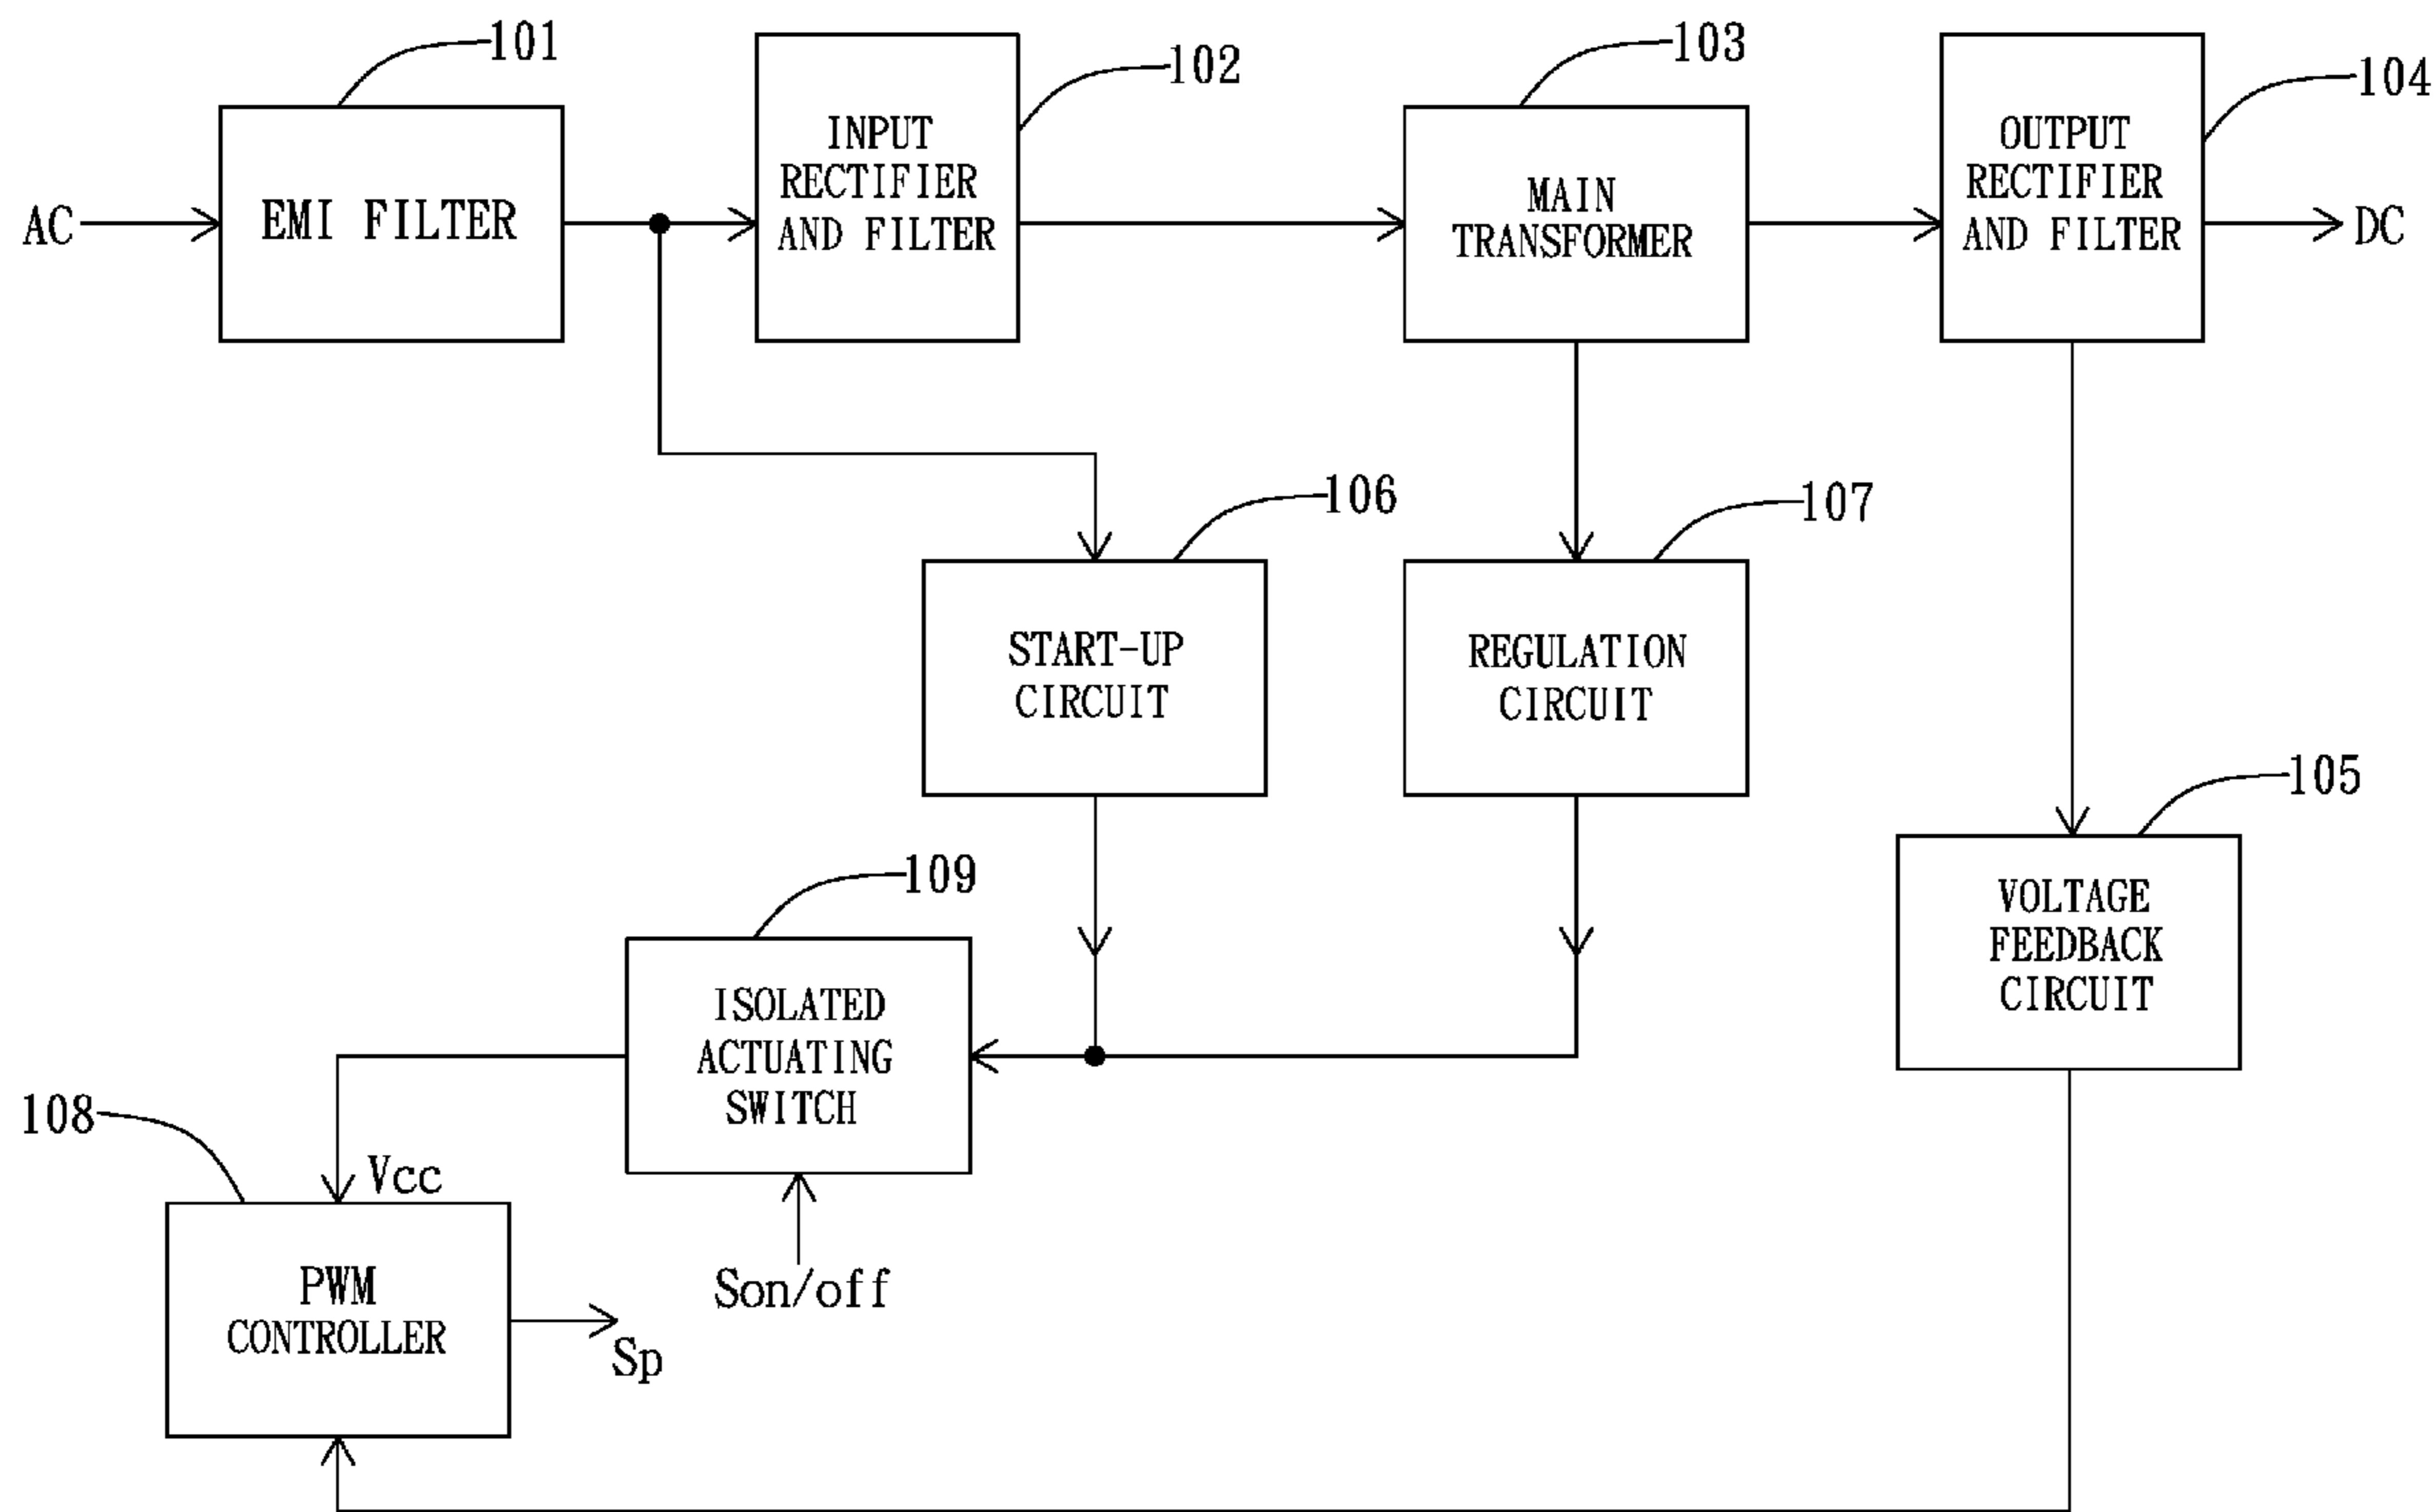 101
102
103
104
AC
EMI FILTER
INPUT
RECTIFIER
AND FILTER
MAIN
TRANSFORMER
OUTPUT
RECTIFIER
AND FILTER
DC
106
107
START-UP
CIRCUIT
REGULATION
CIRCUIT
105
VOLTAGE
FEEDBACK
CIRCUIT
109
ISOLATED
ACTUATING
SWITCH
108
Vcc
Son/off
PWM
CONTROLLER
Sp